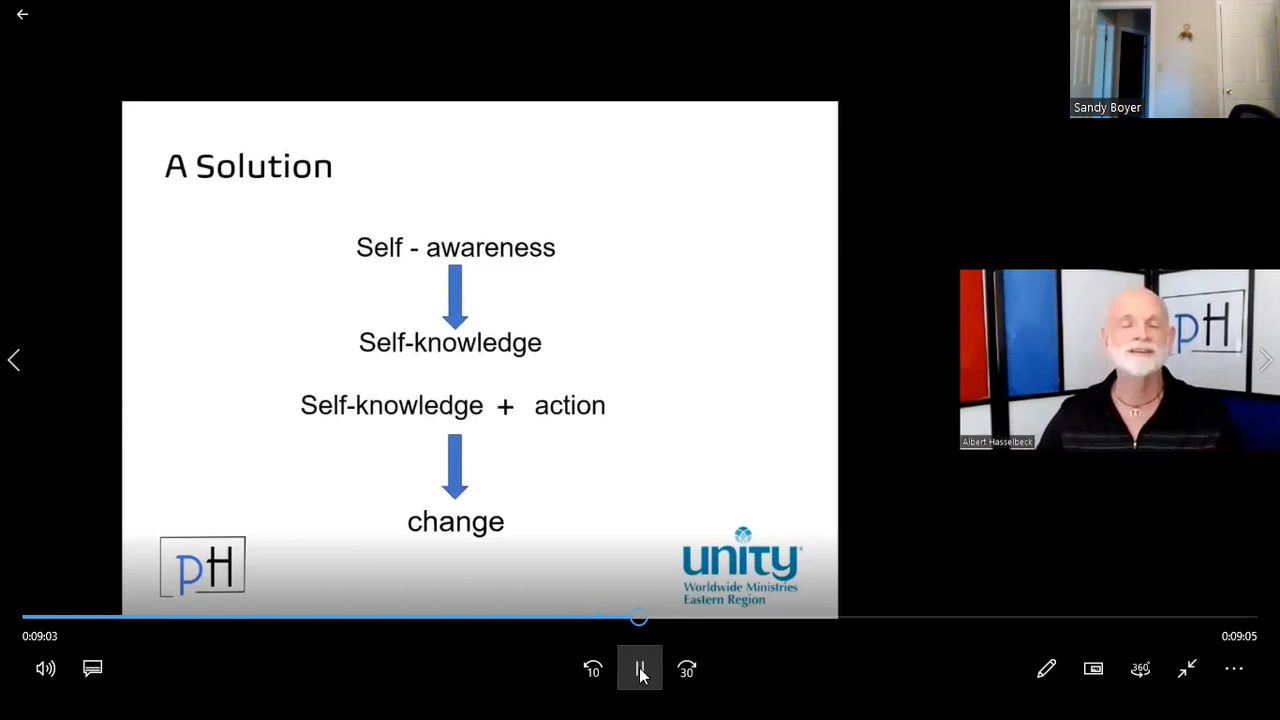 Sandy Boyer
A Solution
Self - awareness
Self-knowledge
Self-knowledge + action
change
pH
unity
Worldwide Ministries
Eastern Region
pH
Albert Hasselbeck
0:09:03
0:09:05
10
30
360